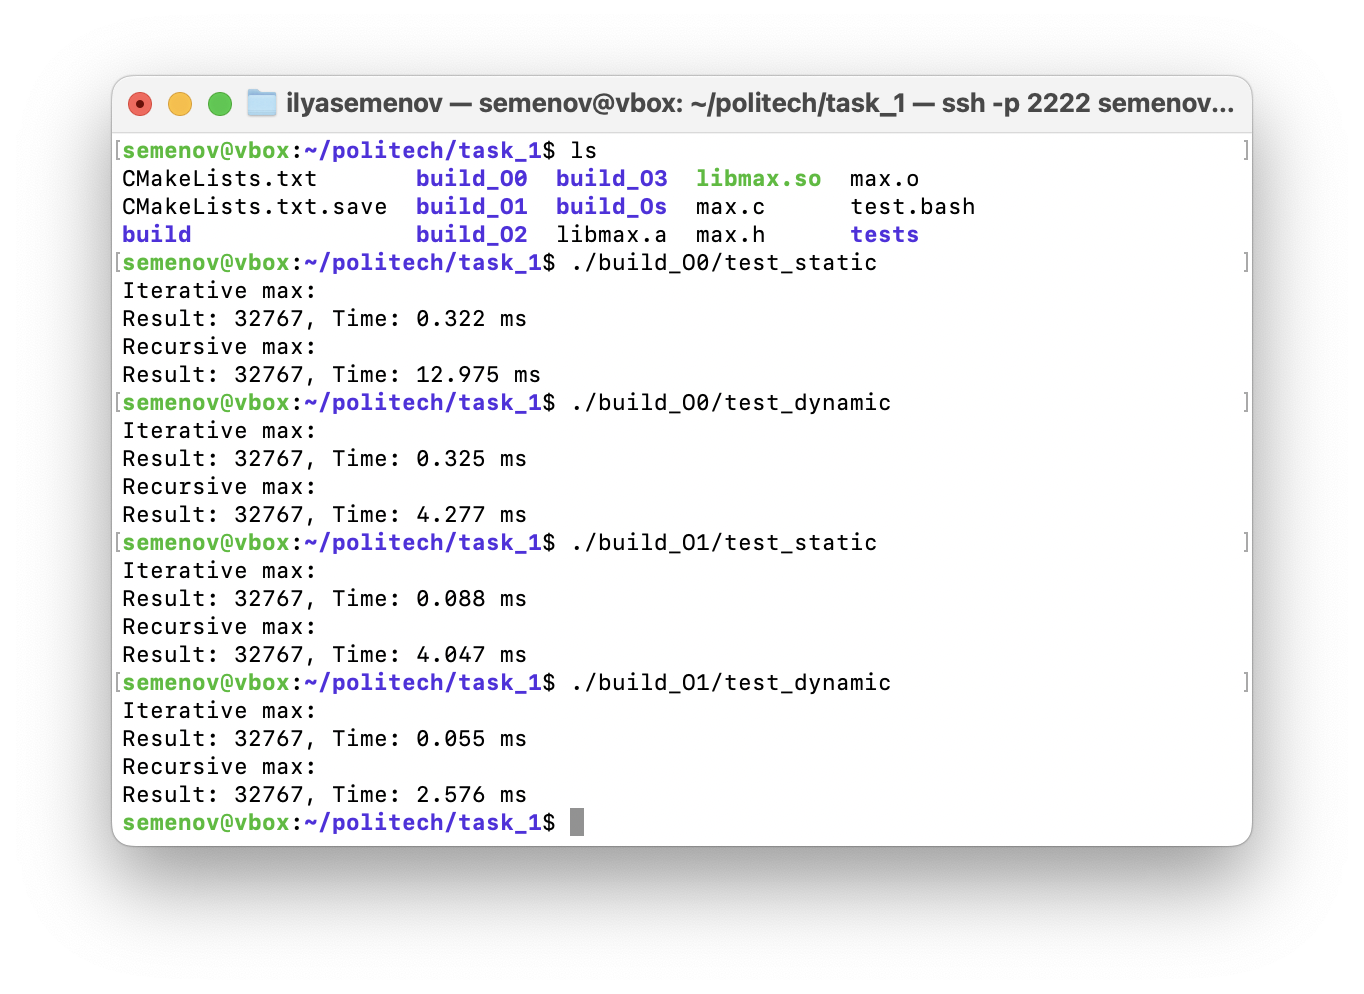 ilyasemenov — semenov@vbox: ~/politech/task_1 — ssh -p 2222 semenov...
[semenov@vbox:~/politech/task_1$ ls ]
CMakeLists.txt build_O0 build_O3 libmax.so max.o
CMakeLists.txt.save build_O1 build_Os max.c test.bash
build build_O2 libmax.a max.h tests
[semenov@vbox:~/politech/task_1$ ./build_O0/test_static ]
Iterative max:
Result: 32767, Time: 0.322 ms
Recursive max:
Result: 32767, Time: 12.975 ms
[semenov@vbox:~/politech/task_1$ ./build_O0/test_dynamic ]
Iterative max:
Result: 32767, Time: 0.325 ms
Recursive max:
Result: 32767, Time: 4.277 ms
[semenov@vbox:~/politech/task_1$ ./build_O1/test_static ]
Iterative max:
Result: 32767, Time: 0.088 ms
Recursive max:
Result: 32767, Time: 4.047 ms
[semenov@vbox:~/politech/task_1$ ./build_O1/test_dynamic ]
Iterative max:
Result: 32767, Time: 0.055 ms
Recursive max:
Result: 32767, Time: 2.576 ms
semenov@vbox:~/politech/task_1$